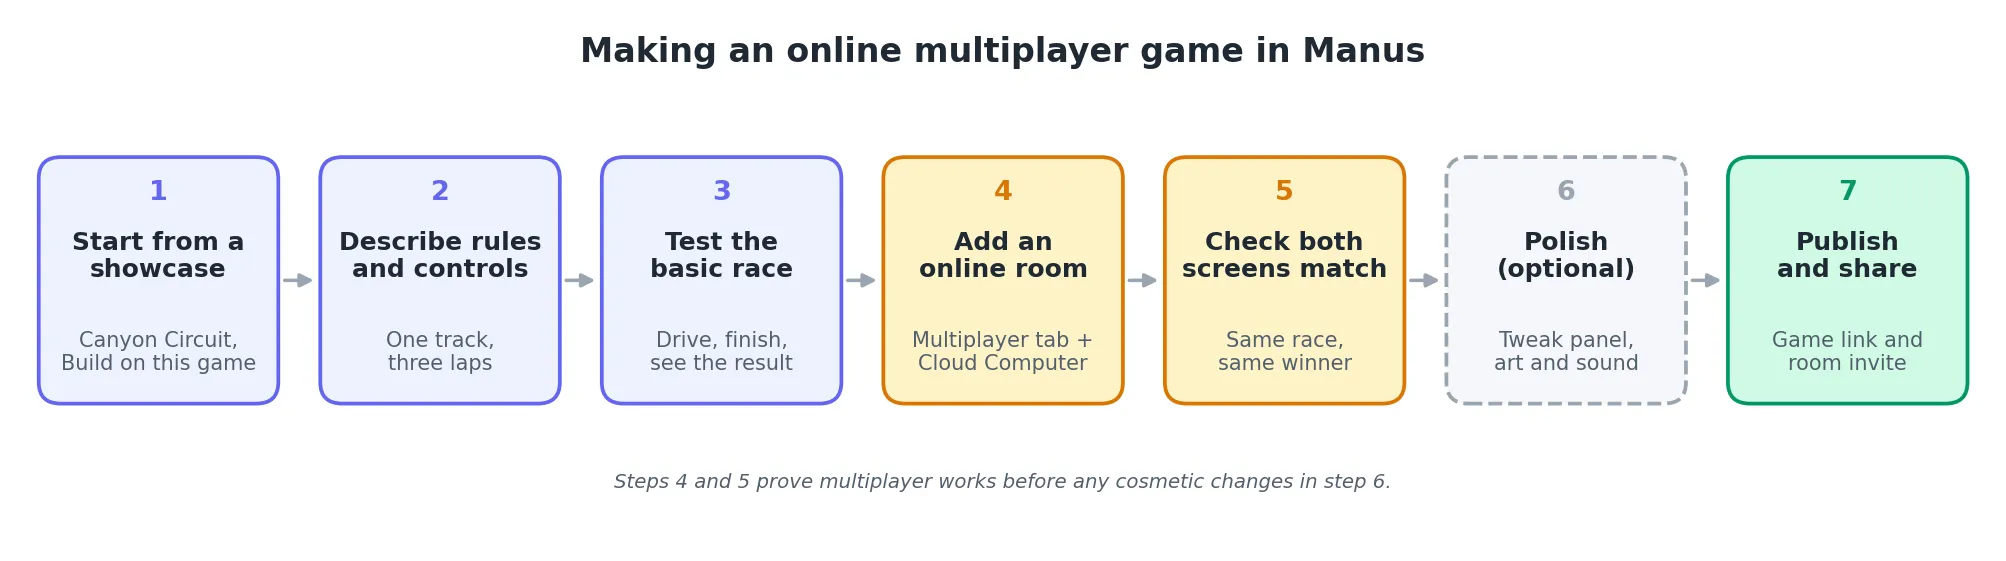 Making an online multiplayer game in Manus
1
Start from a
showcase
Canyon Circuit,
Build on this game
2
Describe rules
and controls
One track,
three laps
3
Test the
basic race
Drive, finish,
see the result
4
Add an
online room
Multiplayer tab +
Cloud Computer
5
Check both
screens match
Same race,
same winner
6
Polish
(optional)
Tweak panel,
art and sound
7
Publish
and share
Game link and
room invite
Steps 4 and 5 prove multiplayer works before any cosmetic changes in step 6.